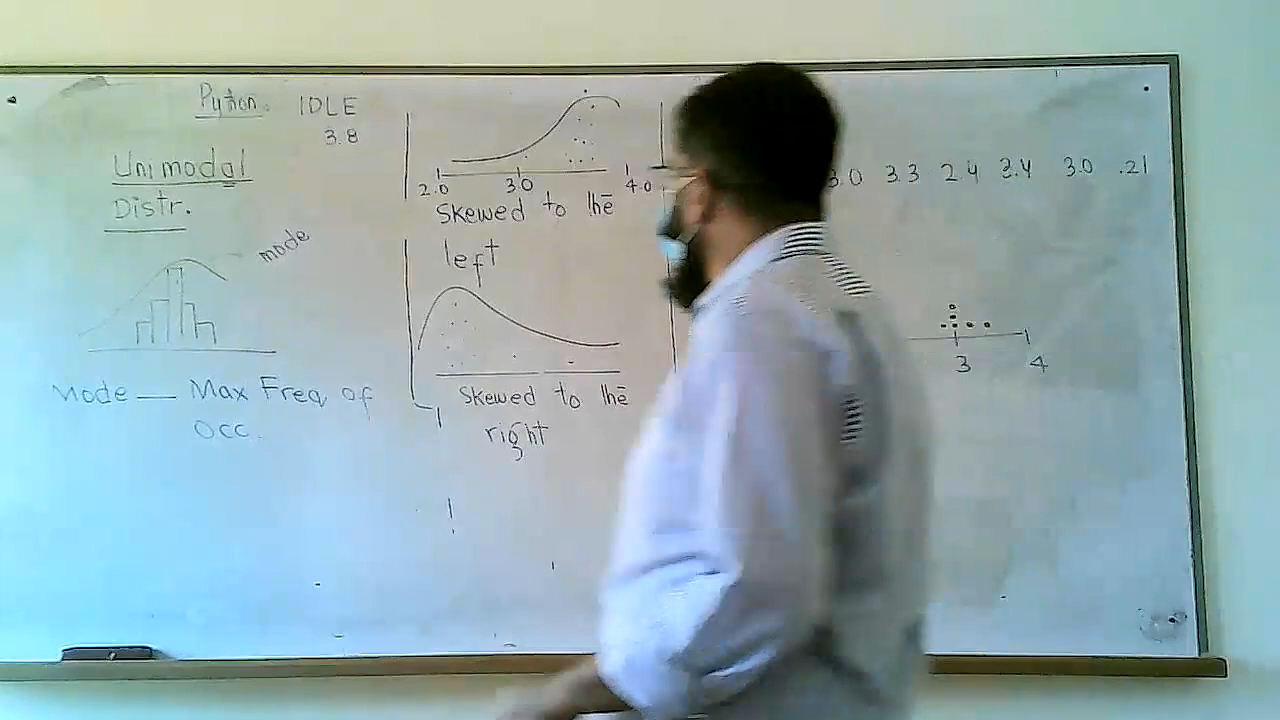 Python. IDLE
3.8
Unimodal
Distr.
mode
Mode — Max Freq of
Occ.
2.0 3.0 4.0
Skewed to the
left
Skewed to the
right
3.0 3.3 2.4 3.4 3.0 .21
3 4